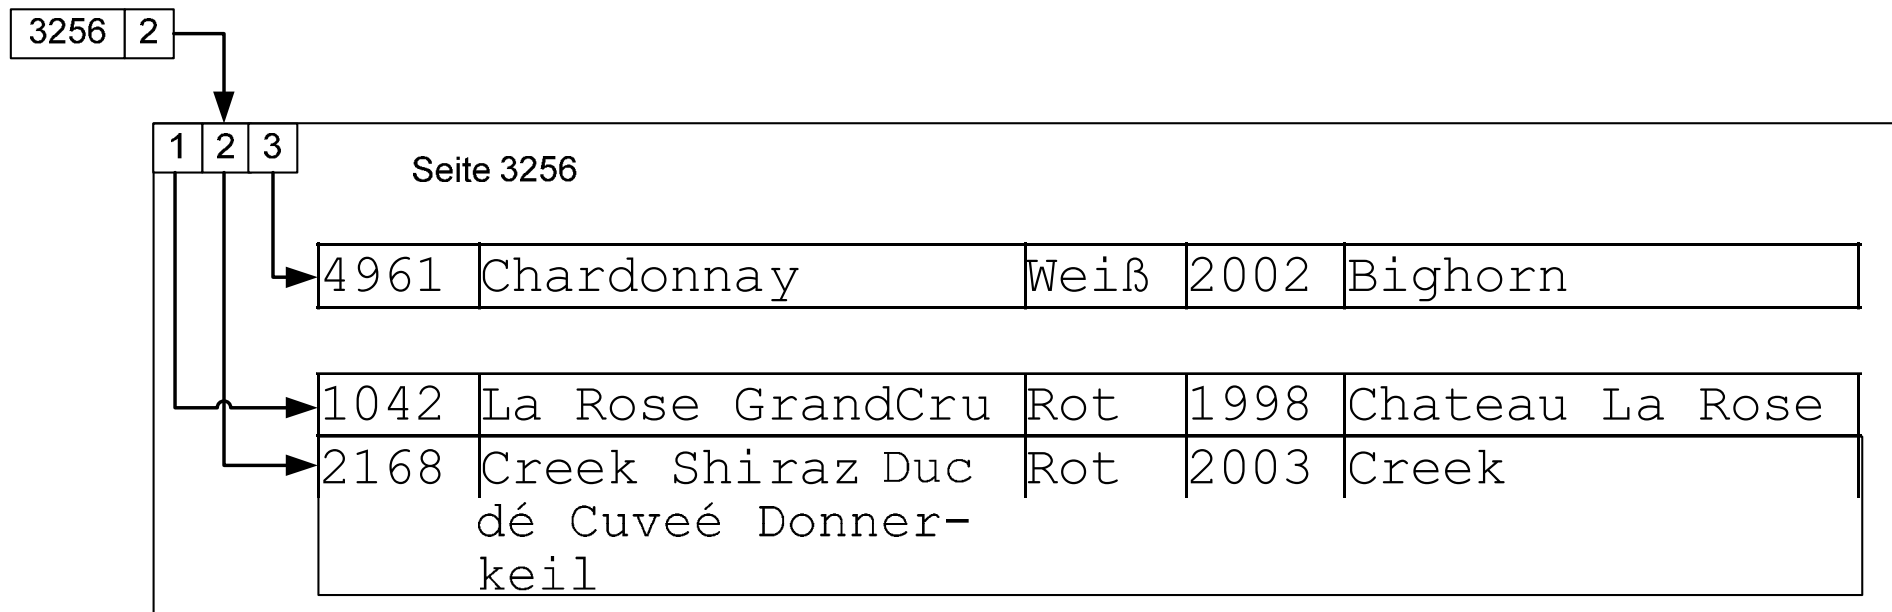 3256 2
1 2 3
Seite 3256
4961 Chardonnay Weiß 2002 Bighorn
1042 La Rose GrandCru Rot 1998 Chateau La Rose
2168 Creek Shiraz Duc Rot 2003 Creek
dé Cuveé Donner-
keil